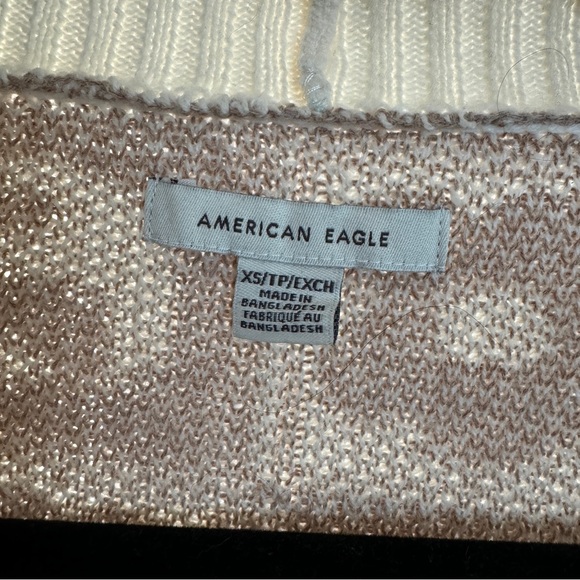 AMERICAN EAGLE
XS/TP/EXCH
MADE IN
BANGLADESH
FABRIQUÉ AU
BANGLADESH